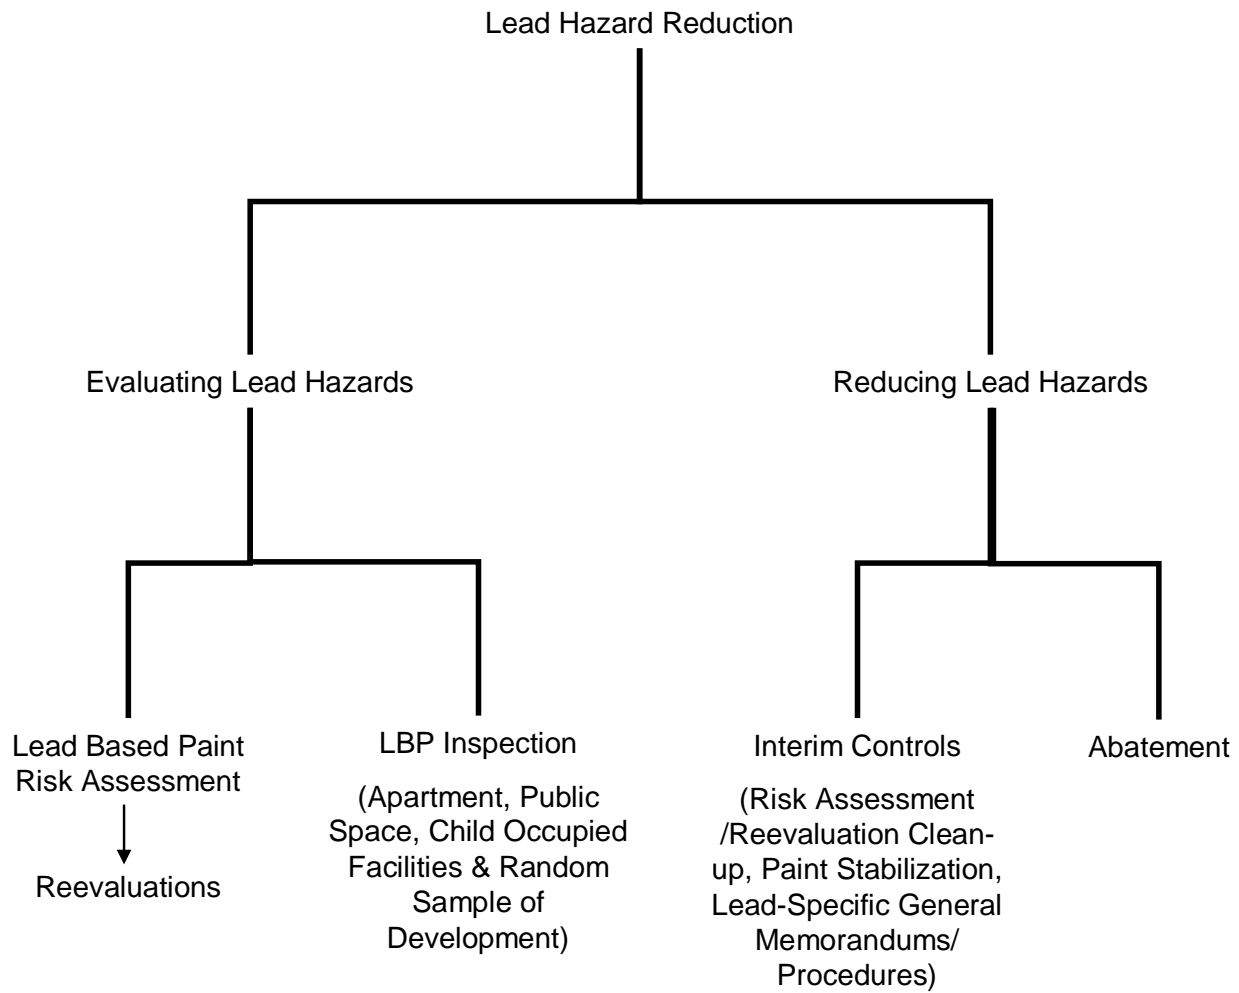 Lead Hazard Reduction
Evaluating Lead Hazards
Reducing Lead Hazards
Lead Based Paint
Risk Assessment
Reevaluations
LBP Inspection
(Apartment, Public
Space, Child Occupied
Facilities & Random
Sample of
Development)
Interim Controls
(Risk Assessment
/Reevaluation Clean-
up, Paint Stabilization,
Lead-Specific General
Memorandums/
Procedures)
Abatement